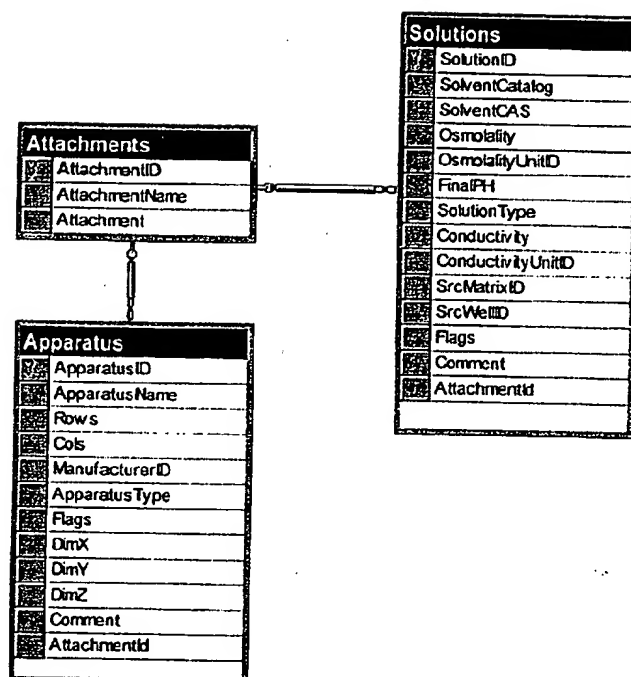 Solutions
SolutionID
SolventCatalog
SolventCAS
Osmolality
OsmolalityUnitID
FinalPH
SolutionType
Conductivity
ConductivityUnitID
SrcMatrixID
SrcWellID
Flags
Comment
AttachmentId
Attachments
AttachmentID
AttachmentName
Attachment
Apparatus
ApparatusID
ApparatusName
Rows
Cols
ManufacturerID
ApparatusType
Flags
DimX
DimY
DimZ
Comment
AttachmentId